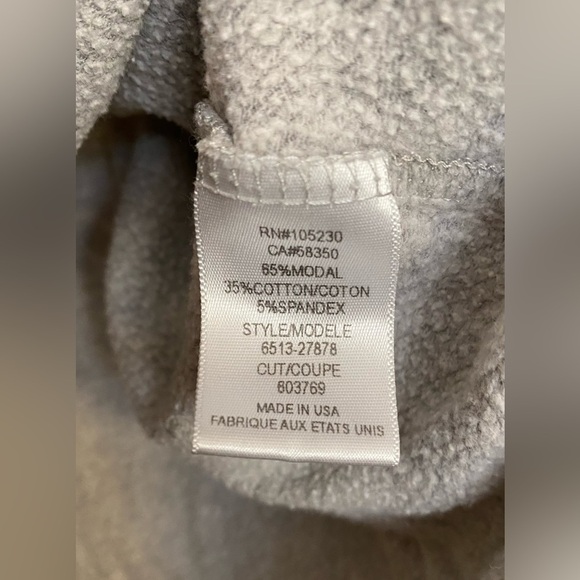 RN#105230
CA#58350
65%MODAL
35%COTTON/COTON
5%SPANDEX
STYLE/MODELE
6513-27878
CUT/COUPE
603769
MADE IN USA
FABRIQUE AUX ETATS UNIS